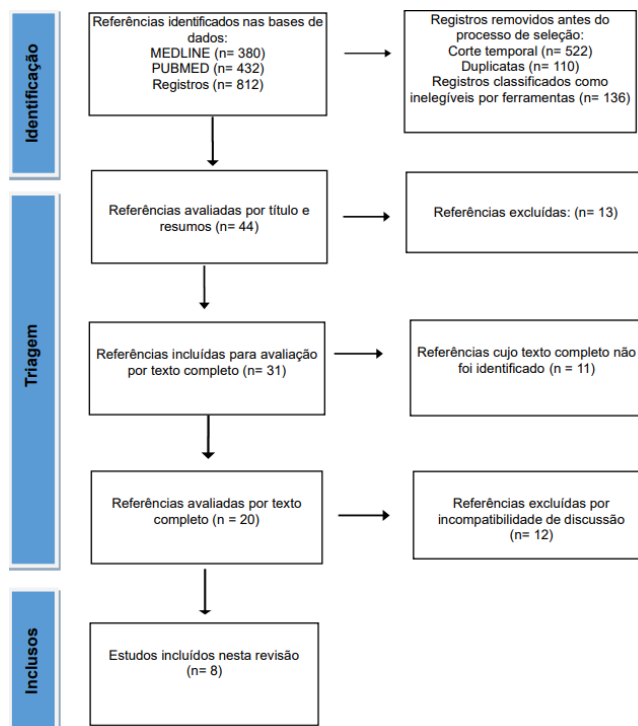 Identificação
Referências identificados nas bases de
dados:
MEDLINE (n= 380)
PUBMED (n= 432)
Registros (n= 812)
Registros removidos antes do
processo de seleção:
Corte temporal (n= 522)
Duplicatas (n= 110)
Registros classificados como
inelegíveis por ferramentas (n= 136)
Triagem
Referências avaliadas por título e
resumos (n= 44)
Referências excluídas: (n= 13)
Referências incluídas para avaliação
por texto completo (n= 31)
Referências cujo texto completo não
foi identificado (n = 11)
Referências avaliadas por texto
completo (n = 20)
Referências excluídas por
incompatibilidade de discussão
(n= 12)
Inclusos
Estudos incluídos nesta revisão
(n= 8)